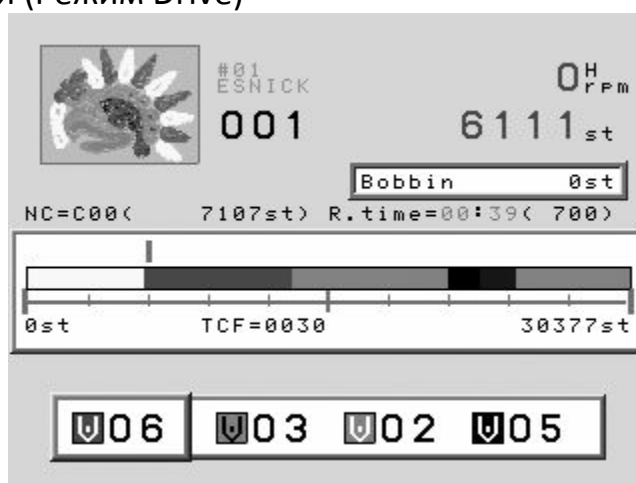 (Режим Drive)
#01
ESNICK
001
0 H rpm
6111 st
Bobbin 0st
NC=C00( 7107st) R.time=00:39( 700)
0st TCF=0030 30377st
06 03 02 05